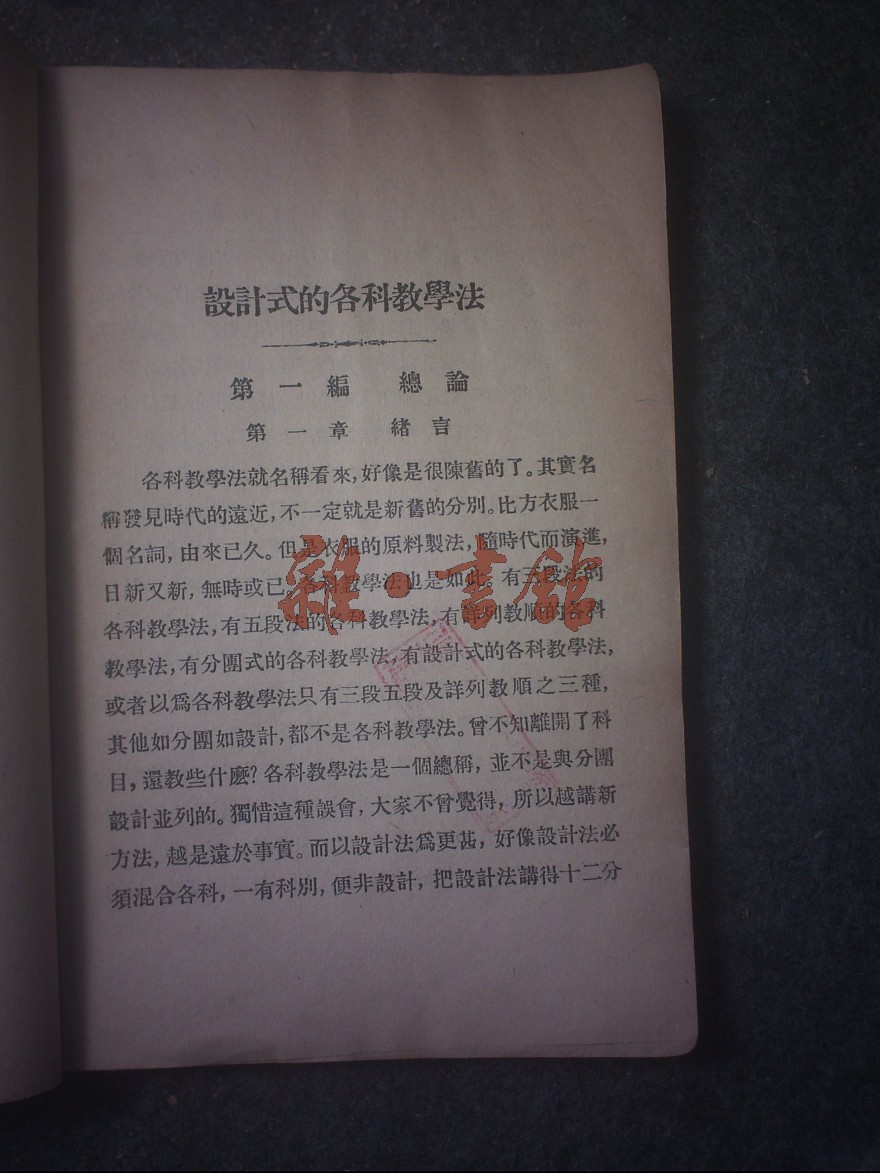 設計式的各科教學法
第一編 總論
第一章 緒言
各科教學法就名稱看來,好像是很陳舊的了。其實名
稱發見時代的遠近,不一定就是新舊的分別。比方衣服一
個名詞,由來已久。但是衣服的原料製法,隨時代而演進,
日新又新,無時或已。各科教學法也是如此。有三段法的
各科教學法,有五段法的各科教學法,有詳列教順的各科
教學法,有分團式的各科教學法,有設計式的各科教學法,
或者以爲各科教學法只有三段五段及詳列教順之三種,
其他如分團如設計,都不是各科教學法。曾不知離開了科
目,還教些什麽?各科教學法是一個總稱,並不是與分團
設計並列的。獨惜這種誤會,大家不曾覺得,所以越講新
方法,越是遠於事實。而以設計法爲更甚,好像設計法必
須混合各科,一有科別,便非設計,把設計法講得十二分
雜·書館